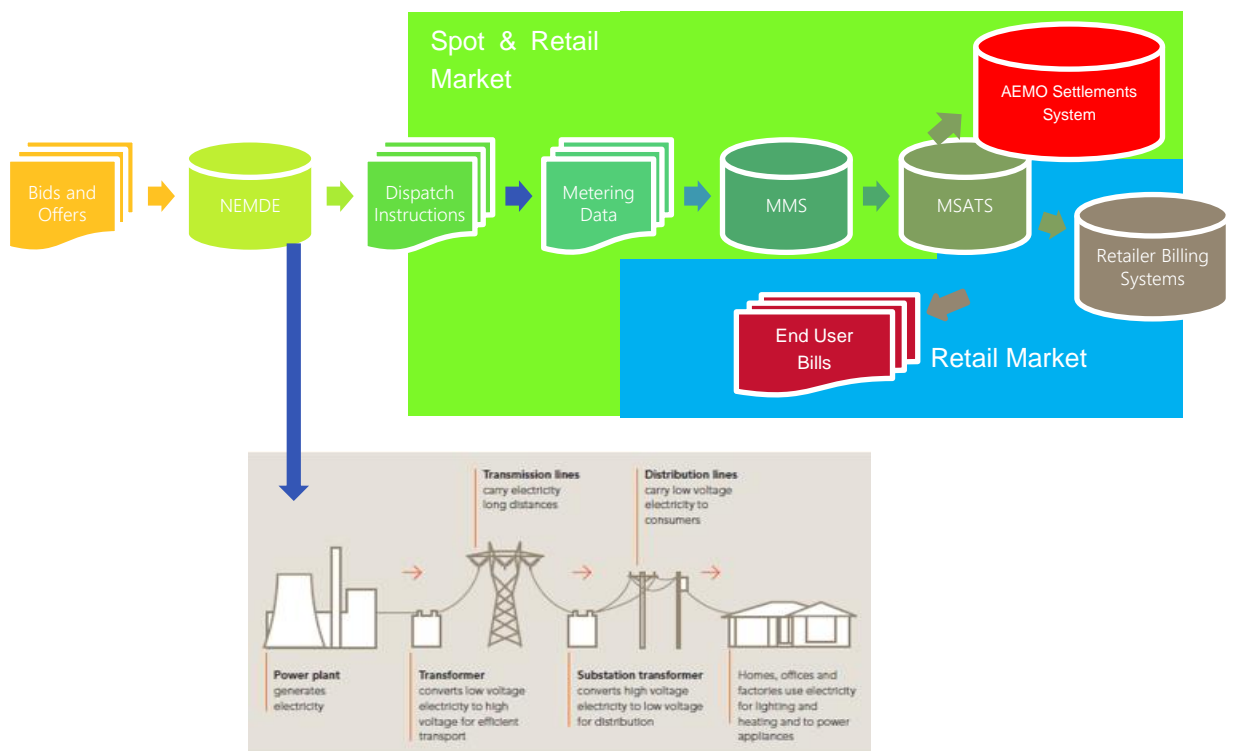 Spot & Retail
Market
AEMO Settlements
System
Bids and
Offers
NEMDE
Dispatch
Instructions
Metering
Data
MMS
MSATS
Retailer Billing
Systems
End User
Bills
Retail Market
Transmission lines
carry electricity
long distances
Distribution lines
carry low voltage
electricity to
consumers
Power plant
generates
electricity
Transformer
converts low voltage
electricity to high
voltage for efficient
transport
Substation transformer
converts high voltage
electricity to low voltage
for distribution
Homes, offices and
factories use electricity
for lighting and
heating and to power
appliances